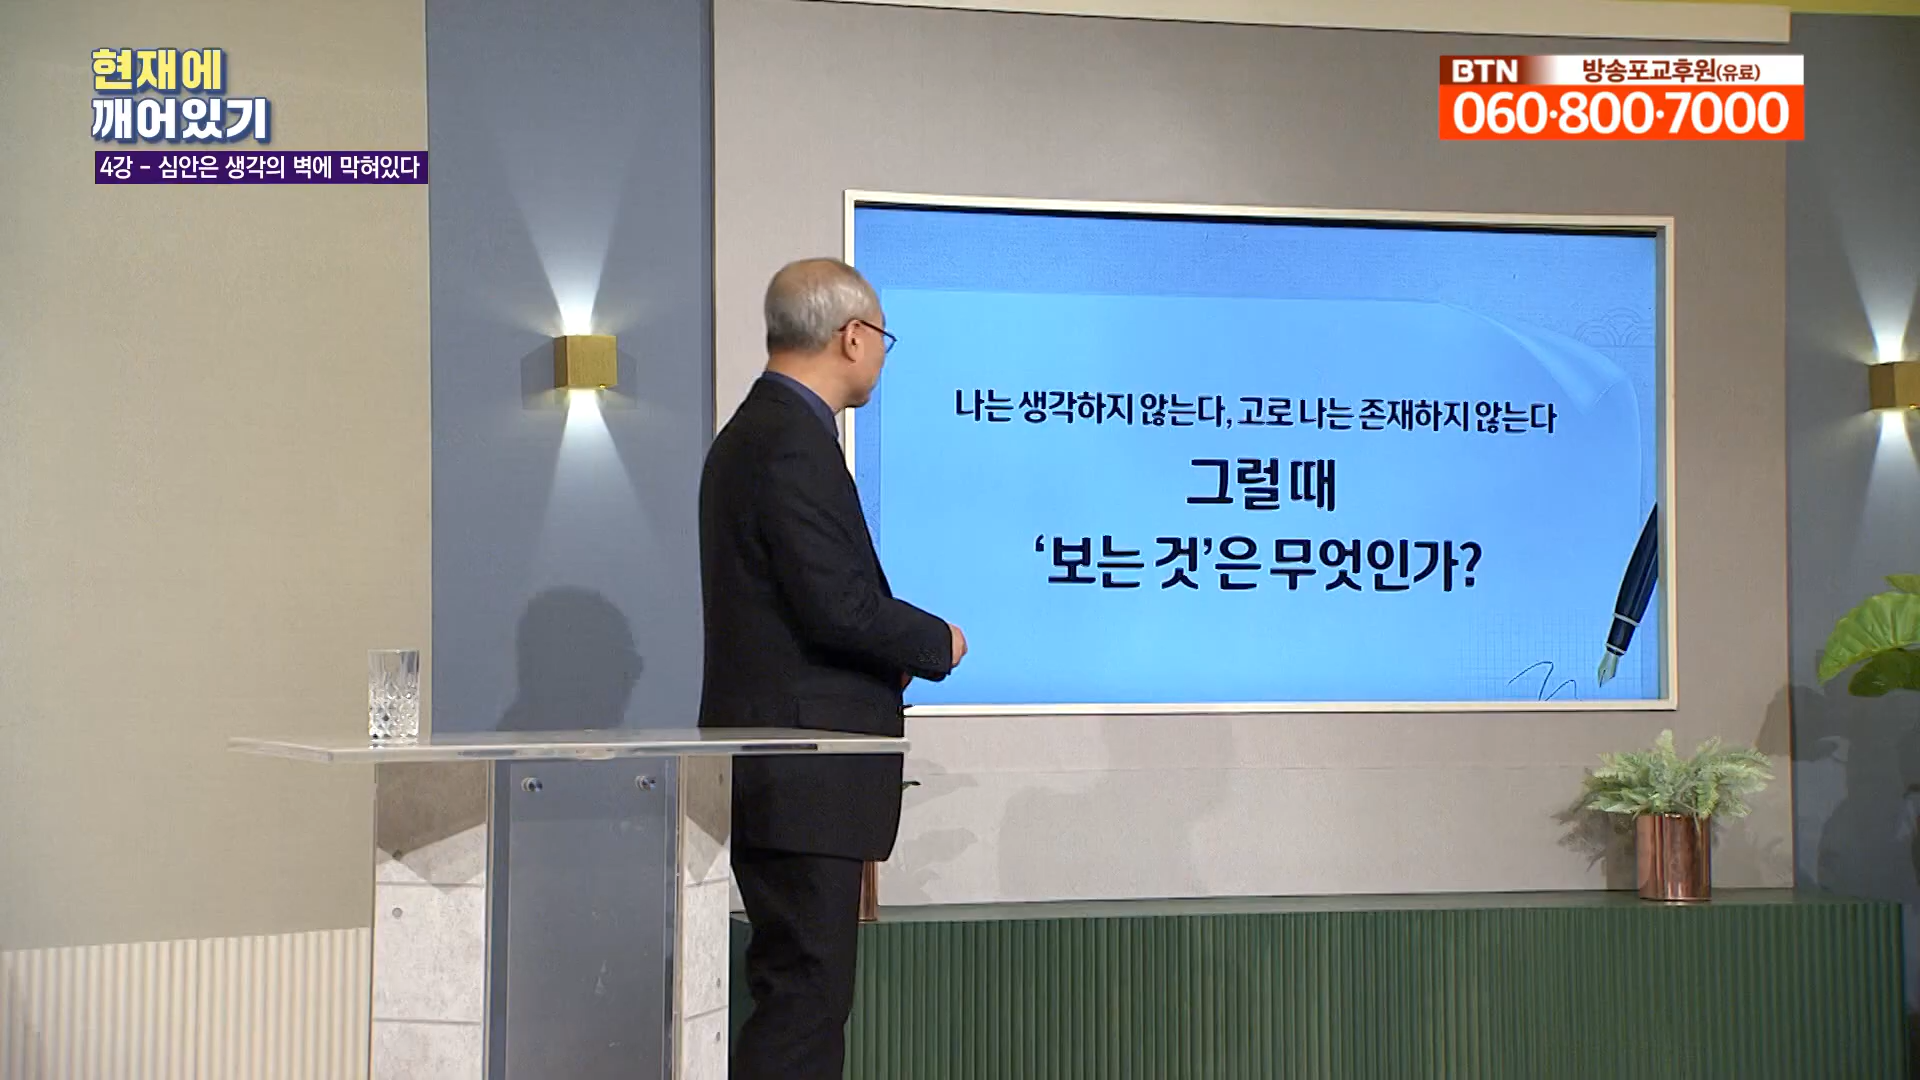 현재에
깨어있기
4강 - 심안은 생각의 벽에 막혀있다
BTN 방송포교후원(유료)
060·800·7000
나는 생각하지 않는다, 고로 나는 존재하지 않는다
그럴 때
‘보는 것’은 무엇인가?